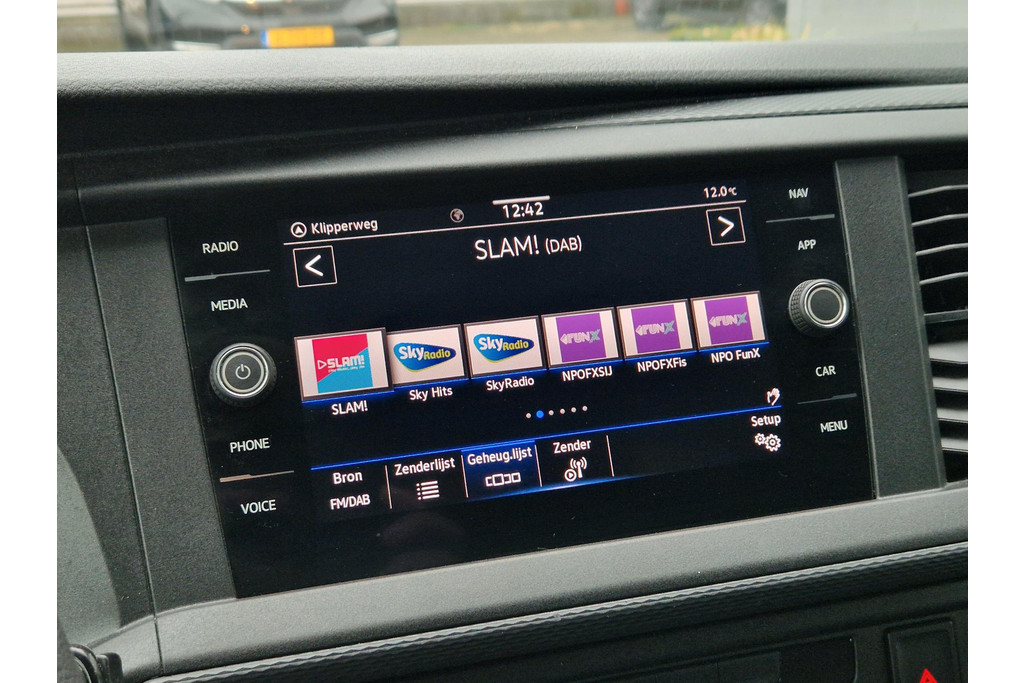 Klipperweg
12:42
12.0°C
SLAM! (DAB)
<
>
RADIO
MEDIA
PHONE
VOICE
NAV
APP
CAR
MENU
SLAM!
Sky Radio
Sky Radio
FUNX
FUNX
FUNX
SLAM!
Sky Hits
SkyRadio
NPOFXSIJ
NPOFXFis
NPO FunX
Bron
FM/DAB
Zenderlijst
Geheug.lijst
Zender
Setup